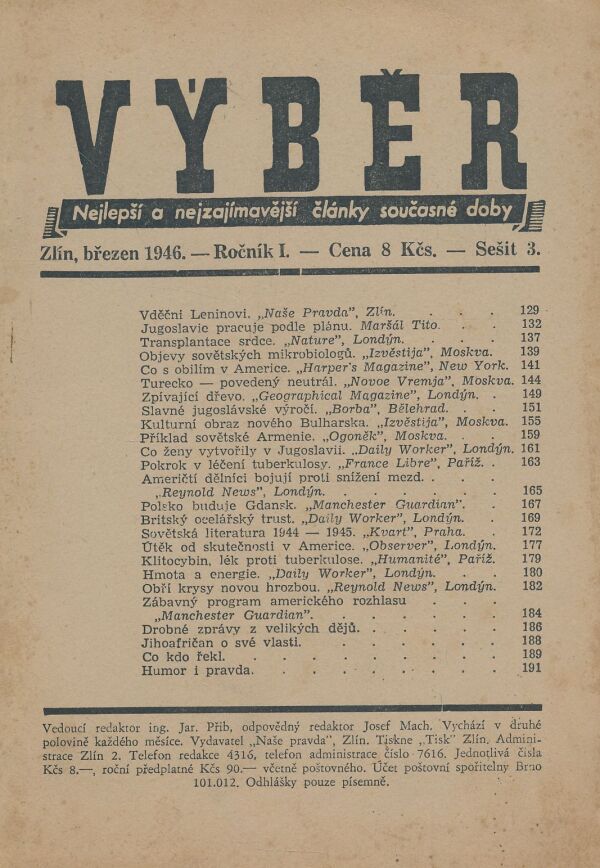 VÝBĚR
Nejlepší a nejzajímavější články současné doby
Zlín, březen 1946. — Ročník I. — Cena 8 Kčs. — Sešit 3.
Vděčni Leninovi. „Naše Pravda", Zlín. . . . 129
Jugoslavie pracuje podle plánu. Maršál Tito. . . 132
Transplantace srdce. „Nature", Londýn. . . . 137
Objevy sovětských mikrobiologů. „Izvěstija", Moskva. 139
Co s obilím v Americe. „Harper's Magazine", New York. 141
Turecko — povedený neutrál. „Novoe Vremja", Moskva. 144
Zpívající dřevo. „Geographical Magazine", Londýn. . 149
Slavné jugoslávské výročí. „Borba", Bělehrad. . . 151
Kulturní obraz nového Bulharska. „Izvěstija", Moskva. 155
Příklad sovětské Armenie. „Ogoněk", Moskva. . . 159
Co ženy vytvořily v Jugoslavii. „Daily Worker", Londýn. 161
Pokrok v léčení tuberkulosy. „France Libre", Paříž. . 163
Američtí dělníci bojují proti snížení mezd. . .
„Reynold News", Londýn. . . . . . . 165
Polsko buduje Gdansk. „Manchester Guardian". . . 167
Britský ocelářský trust. „Daily Worker", Londýn. . 169
Sovětská literatura 1944 — 1945. „Kvart", Praha. . 172
Útěk od skutečnosti v Americe. „Observer", Londýn. 177
Klitocybin, lék proti tuberkulose. „Humanité", Paříž. 179
Hmota a energie. „Daily Worker", Londýn. . . 180
Obří krysy novou hrozbou. „Reynold News", Londýn. 182
Zábavný program amerického rozhlasu . . .
„Manchester Guardian". . . . . . 184
Drobné zprávy z velikých dějů. . . . . 186
Jihoafričan o své vlasti. . . . . . . 188
Co kdo řekl. . . . . . . . . 189
Humor i pravda. . . . . . . . 191
Vedoucí redaktor ing. Jar. Přib, odpovědný redaktor Josef Mach. Vychází v druhé
polovině každého měsíce. Vydavatel „Naše pravda", Zlín. Tiskne „Tisk" Zlín. Admini-
strace Zlín 2. Telefon redakce 4316, telefon administrace číslo 7616. Jednotlivá čísla
Kčs 8.—, roční předplatné Kčs 90.— včetně poštovného. Účet poštovní spořitelny Brno
101.012. Odhlášky pouze písemně.